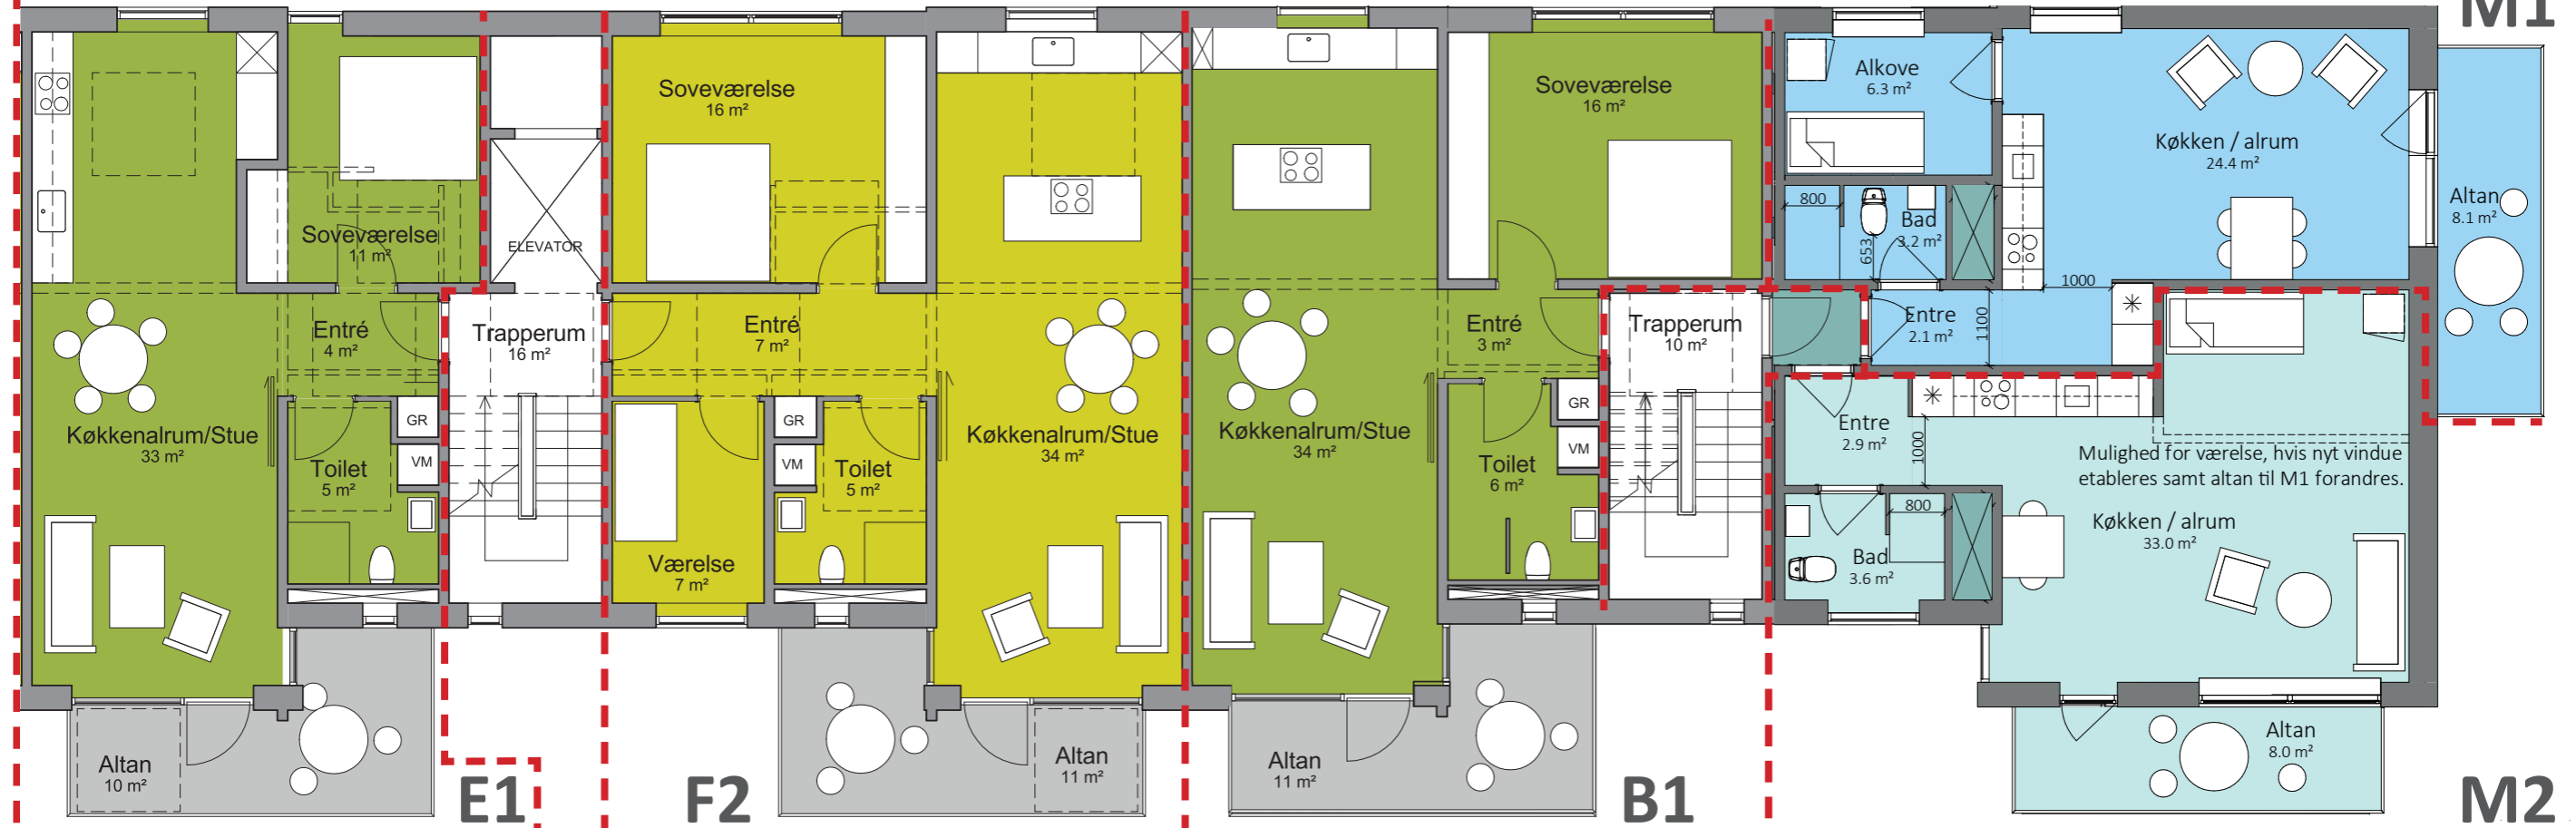 M1
Soveværelse
11 m²
Entré
4 m²
Køkkenalrum/Stue
33 m²
Toilet
5 m²
GR
VM
Altan
10 m²
E1
ELEVATOR
Trapperum
16 m²
Soveværelse
16 m²
Entré
7 m²
GR
VM
Toilet
5 m²
Værelse
7 m²
Køkkenalrum/Stue
34 m²
Altan
11 m²
F2
Soveværelse
16 m²
Entré
3 m²
Køkkenalrum/Stue
34 m²
Toilet
6 m²
GR
VM
Altan
11 m²
B1
Trapperum
10 m²
Alkove
6.3 m²
Køkken / alrum
24.4 m²
Altan
8.1 m²
800
653
Bad
3.2 m²
1000
Entre
2.1 m²
1100
Entre
2.9 m²
1000
Mulighed for værelse, hvis nyt vindue
etableres samt altan til M1 forandres.
Køkken / alrum
33.0 m²
800
Bad
3.6 m²
Altan
8.0 m²
M2